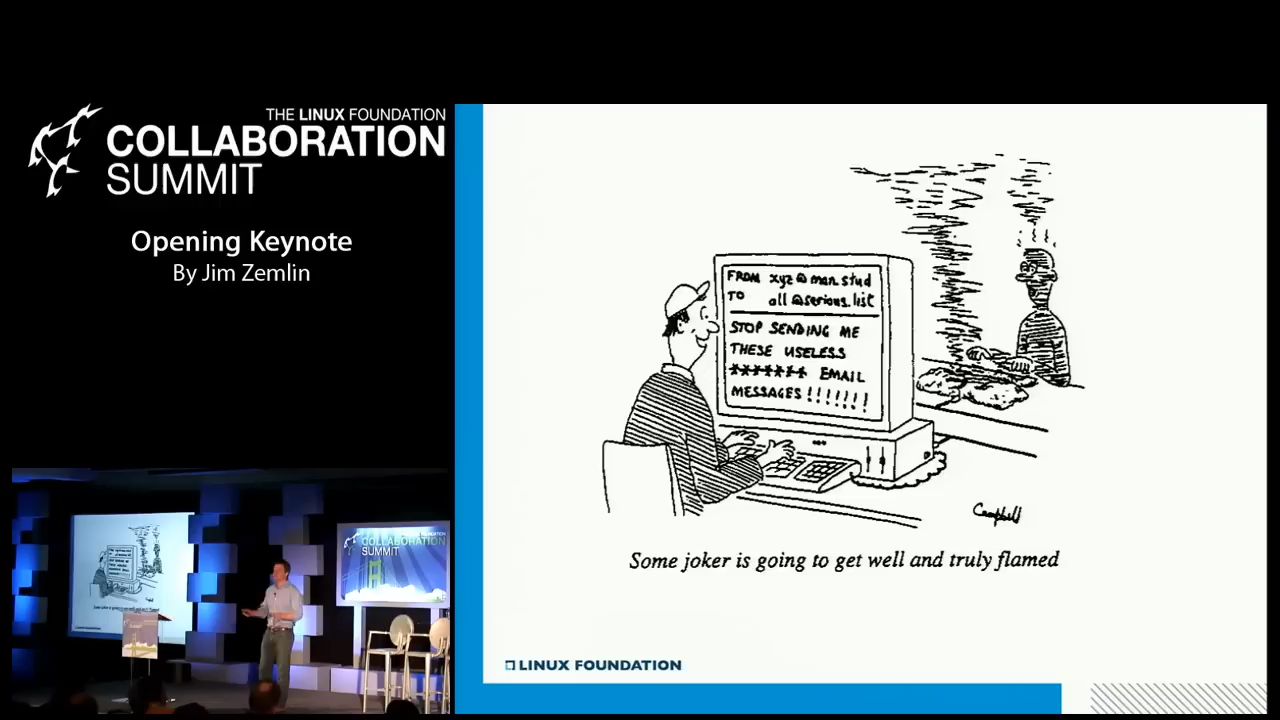 THE LINUX FOUNDATION
COLLABORATION
SUMMIT
Opening Keynote
By Jim Zemlin
FROM xyz@man.stud
TO all@serious.list
STOP SENDING ME
THESE USELESS
******* EMAIL
MESSAGES !!!!!!!
Campbell
Some joker is going to get well and truly flamed
LINUX FOUNDATION
COLLABORATION
SUMMIT